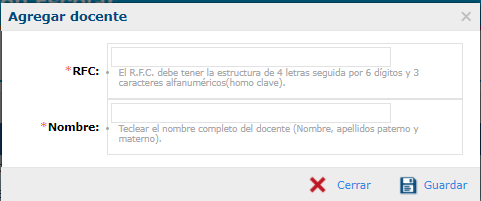 Agregar docente
*RFC:
El R.F.C. debe tener la estructura de 4 letras seguida por 6 dígitos y 3
caracteres alfanuméricos(homo clave).
*Nombre:
Teclear el nombre completo del docente (Nombre, apellidos paterno y
materno).
Cerrar
Guardar